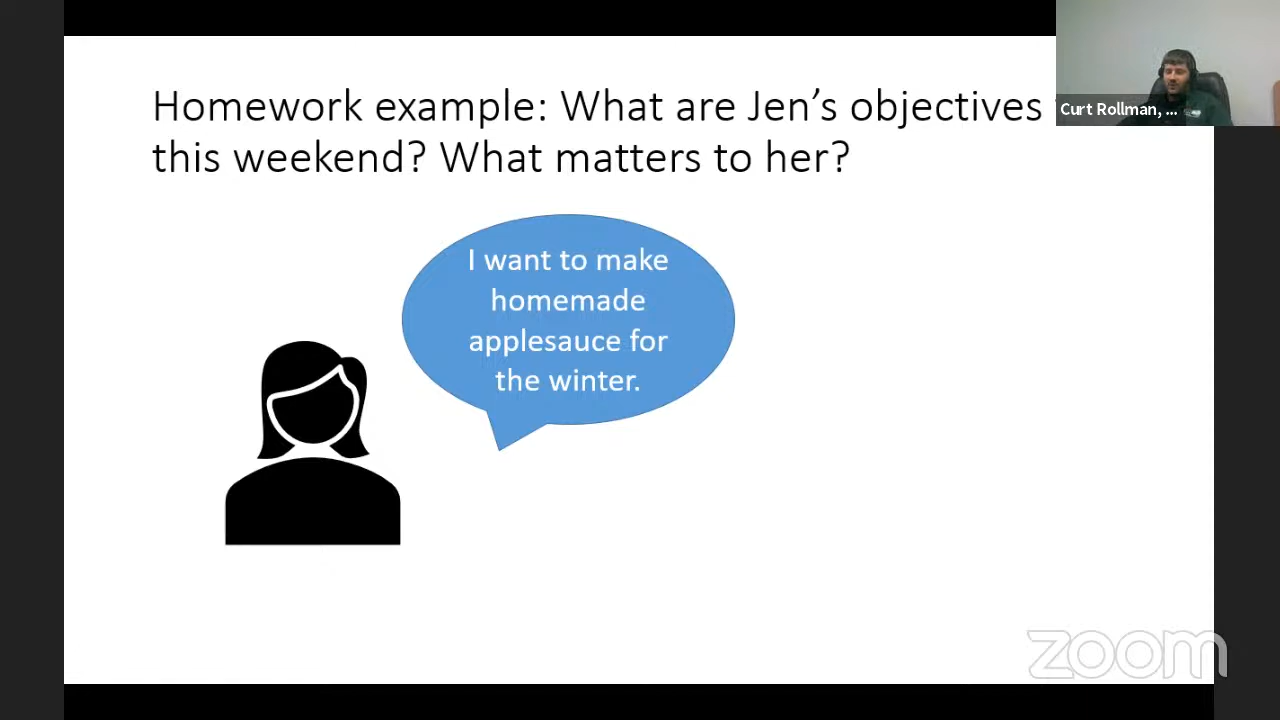 Homework example: What are Jen's objectives
this weekend? What matters to her?
Curt Rollman, ...
I want to make
homemade
applesauce for
the winter.
zoom